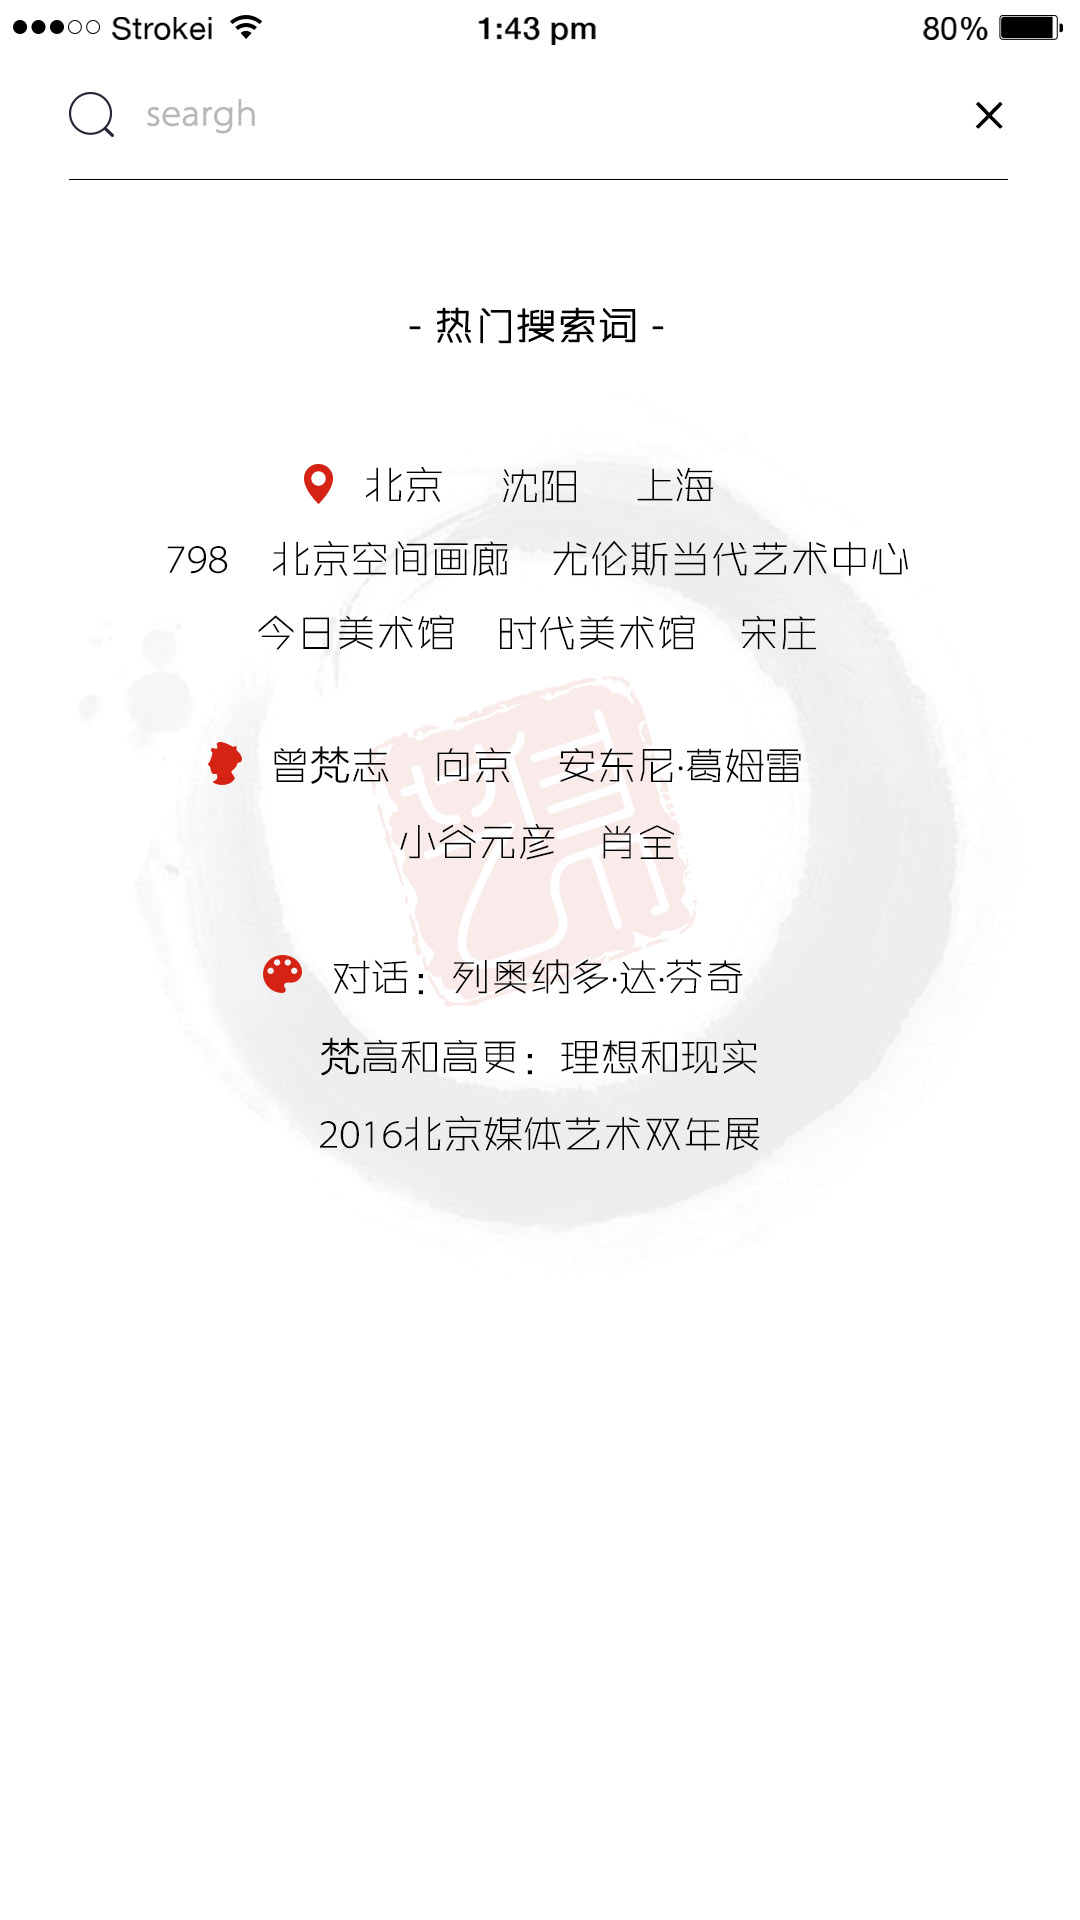 Strokei 1:43 pm 80%
seargh
- 热门搜索词 -
北京 沈阳 上海
798 北京空间画廊 尤伦斯当代艺术中心
今日美术馆 时代美术馆 宋庄
曾梵志 向京 安东尼·葛姆雷
小谷元彦 肖全
对话：列奥纳多·达·芬奇
梵高和高更：理想和现实
2016北京媒体艺术双年展